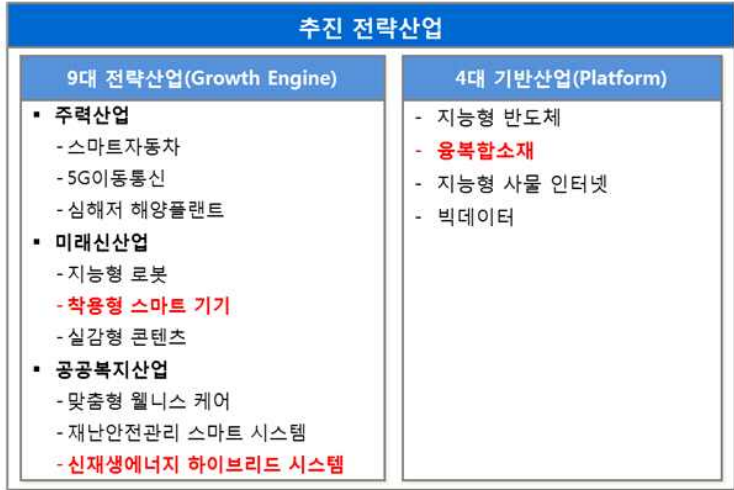 추진 전략산업
9대 전략산업(Growth Engine)
▪ 주력산업
-스마트자동차
-5G이동통신
-심해저 해양플랜트
▪ 미래신산업
-지능형 로봇
-착용형 스마트 기기
-실감형 콘텐츠
▪ 공공복지산업
-맞춤형 웰니스 케어
-재난안전관리 스마트 시스템
-신재생에너지 하이브리드 시스템
4대 기반산업(Platform)
- 지능형 반도체
- 융복합소재
- 지능형 사물 인터넷
- 빅데이터